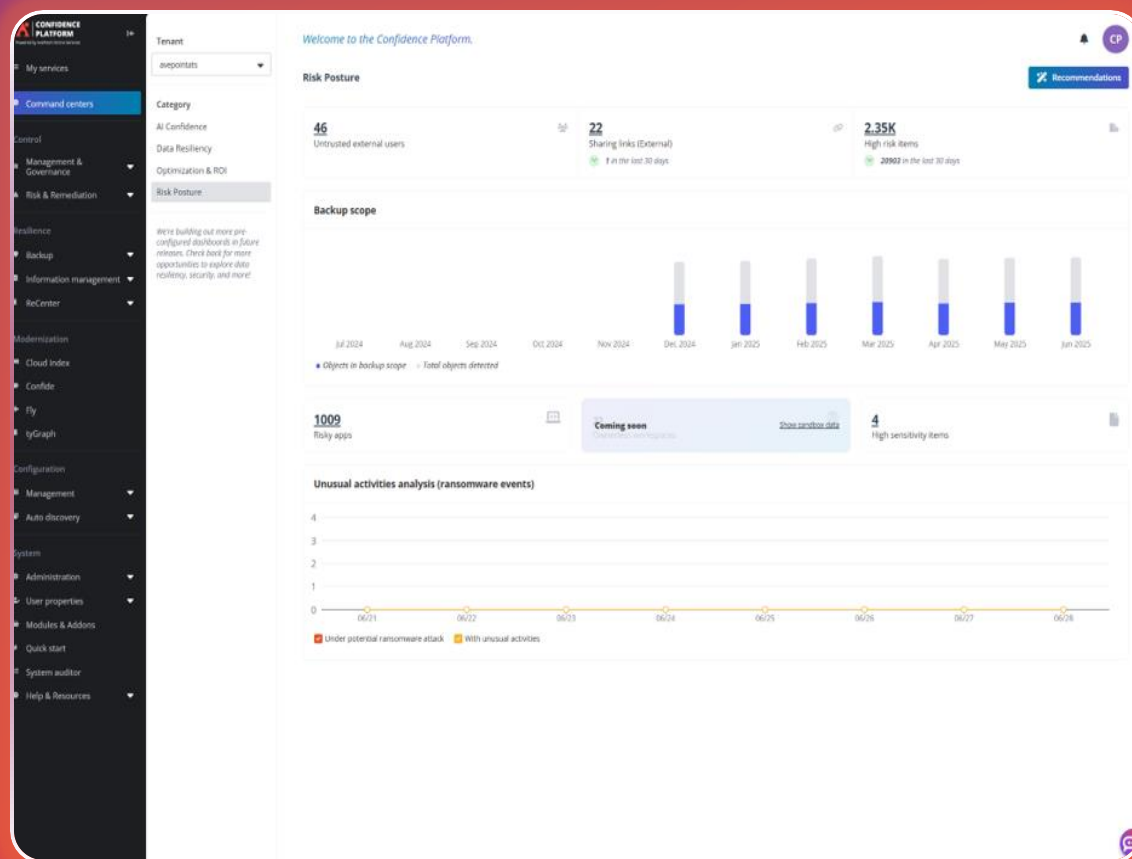 CONFIDENCE
PLATFORM
My services
Command centers
Control
Management &
Governance
Risk & Remediation
Resilience
Backup
Information management
ReCenter
Modernization
Cloud Index
Confide
Fly
tyGraph
Configuration
Management
Auto discovery
System
Administration
User properties
Modules & Addons
Quick start
System auditor
Help & Resources
Tenant
avepointats
Category
AI Confidence
Data Resiliency
Optimization & ROI
Risk Posture
We're building out more pre-
configured dashboards in future
releases. Check back for more
opportunities to explore data
resiliency, security, and more!
Welcome to the Confidence Platform.
CP
Risk Posture
Recommendations
46
Untrusted external users
22
Sharing links (External)
1 in the last 30 days
2.35K
High risk items
20903 in the last 30 days
Backup scope
Jul 2024 Aug 2024 Sep 2024 Oct 2024 Nov 2024 Dec 2024 Jan 2025 Feb 2025 Mar 2025 Apr 2025 May 2025 Jun 2025
Objects in backup scope Total objects detected
1009
Risky apps
Coming soon
Show sandbox data
4
High sensitivity items
Unusual activities analysis (ransomware events)
4
3
2
1
0
06/21 06/22 06/23 06/24 06/25 06/26 06/27 06/28
Under potential ransomware attack With unusual activities